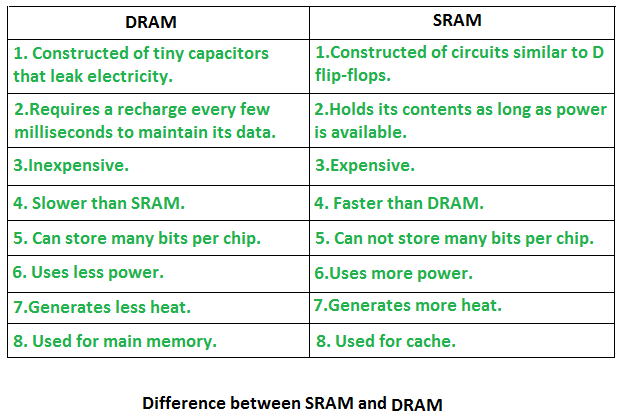 DRAM SRAM
1. Constructed of tiny capacitors
that leak electricity.
1.Constructed of circuits similar to D
flip-flops.
2.Requires a recharge every few
milliseconds to maintain its data.
2.Holds its contents as long as power
is available.
3.Inexpensive.
3.Expensive.
4. Slower than SRAM.
4. Faster than DRAM.
5. Can store many bits per chip.
5. Can not store many bits per chip.
6. Uses less power.
6.Uses more power.
7.Generates less heat.
7.Generates more heat.
8. Used for main memory.
8. Used for cache.
Difference between SRAM and DRAM